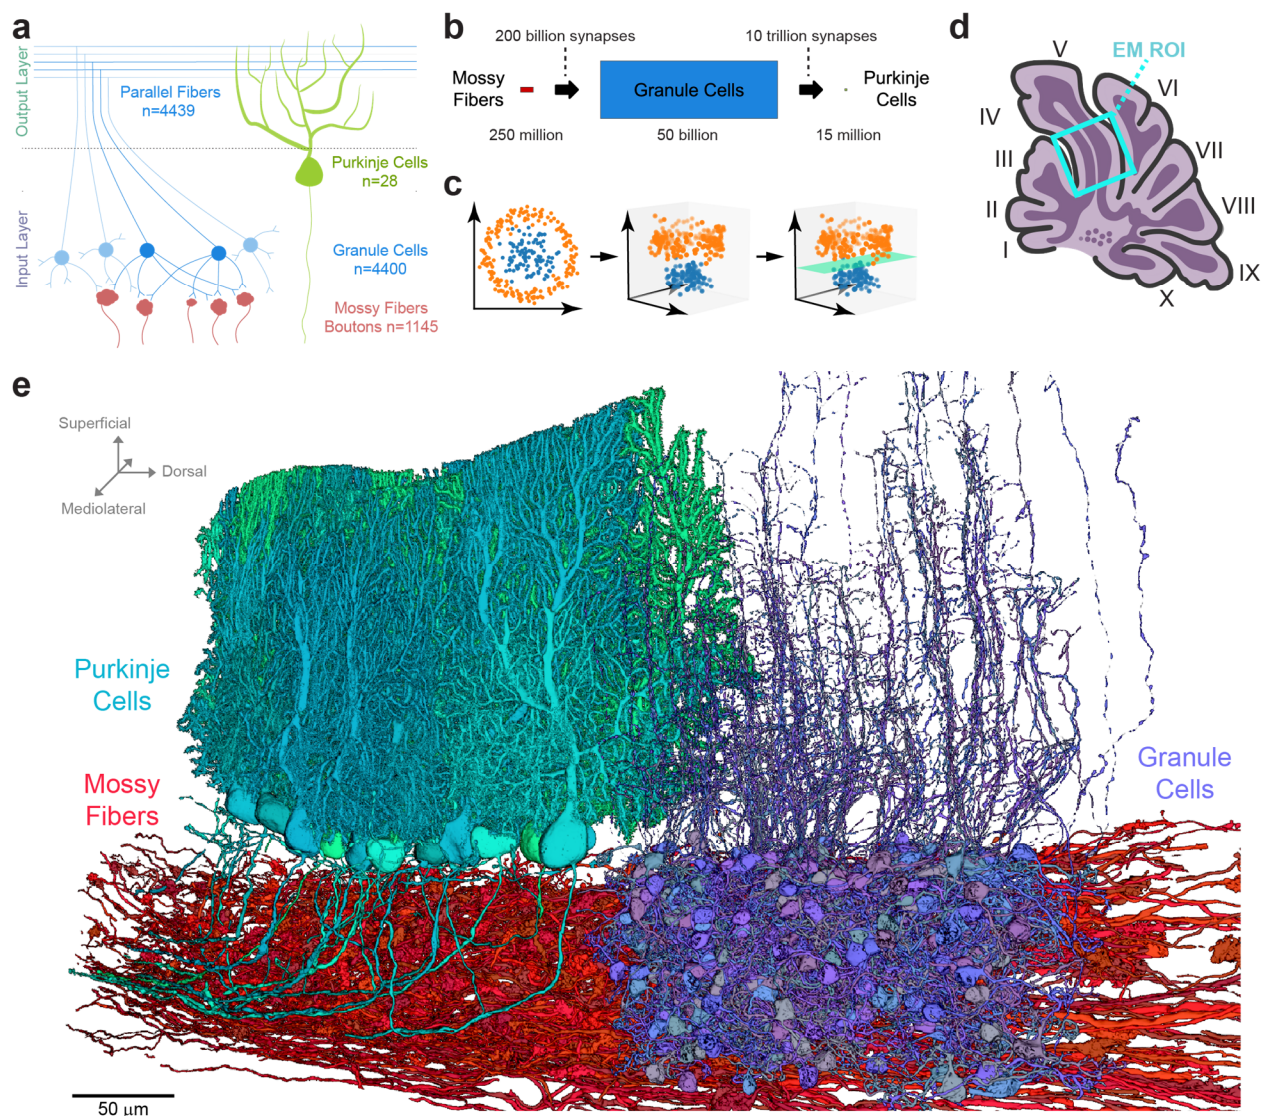 a
Output Layer
Input Layer
Parallel Fibers
n=4439
Purkinje Cells
n=28
Granule Cells
n=4400
Mossy Fibers
Boutons n=1145
b
200 billion synapses
10 trillion synapses
Mossy
Fibers
Granule Cells
Purkinje
Cells
250 million
50 billion
15 million
c
d
EM ROI
V
VI
IV
III
VII
II
VIII
I
IX
X
e
Superficial
Dorsal
Mediolateral
Purkinje
Cells
Mossy
Fibers
Granule
Cells
50 µm